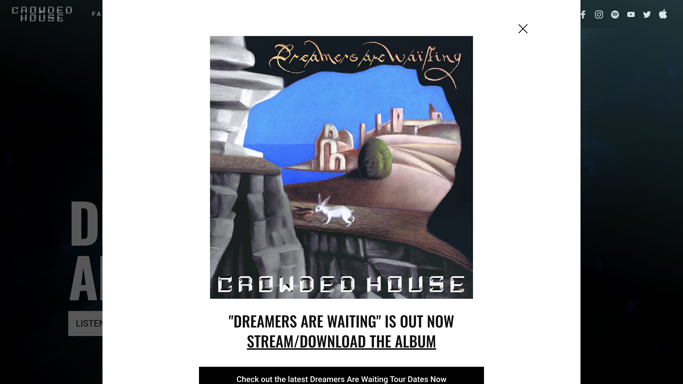 CROWDED
HOUSE
FA
Dreamers are Waiting
CROWDED HOUSE
D
A
LISTEN
"DREAMERS ARE WAITING" IS OUT NOW
STREAM/DOWNLOAD THE ALBUM
Check out the latest Dreamers Are Waiting Tour Dates Now